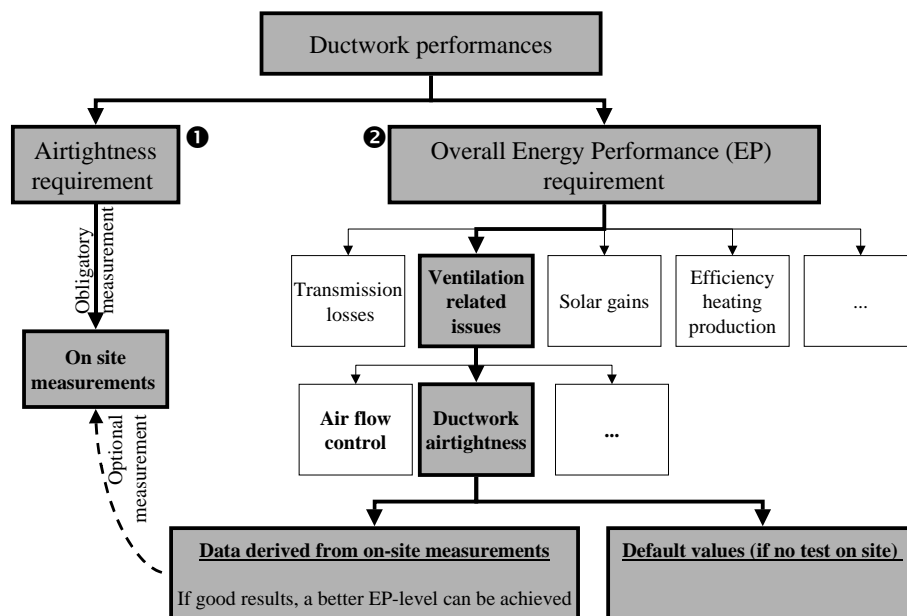 Ductwork performances
❶
Airtightness
requirement
❷
Overall Energy Performance (EP)
requirement
Obligatory
measurement
Transmission
losses
Ventilation
related
issues
Solar gains
Efficiency
heating
production
...
On site
measurements
Optional
measurement
Air flow
control
Ductwork
airtightness
...
Data derived from on-site measurements
If good results, a better EP-level can be achieved
Default values (if no test on site)